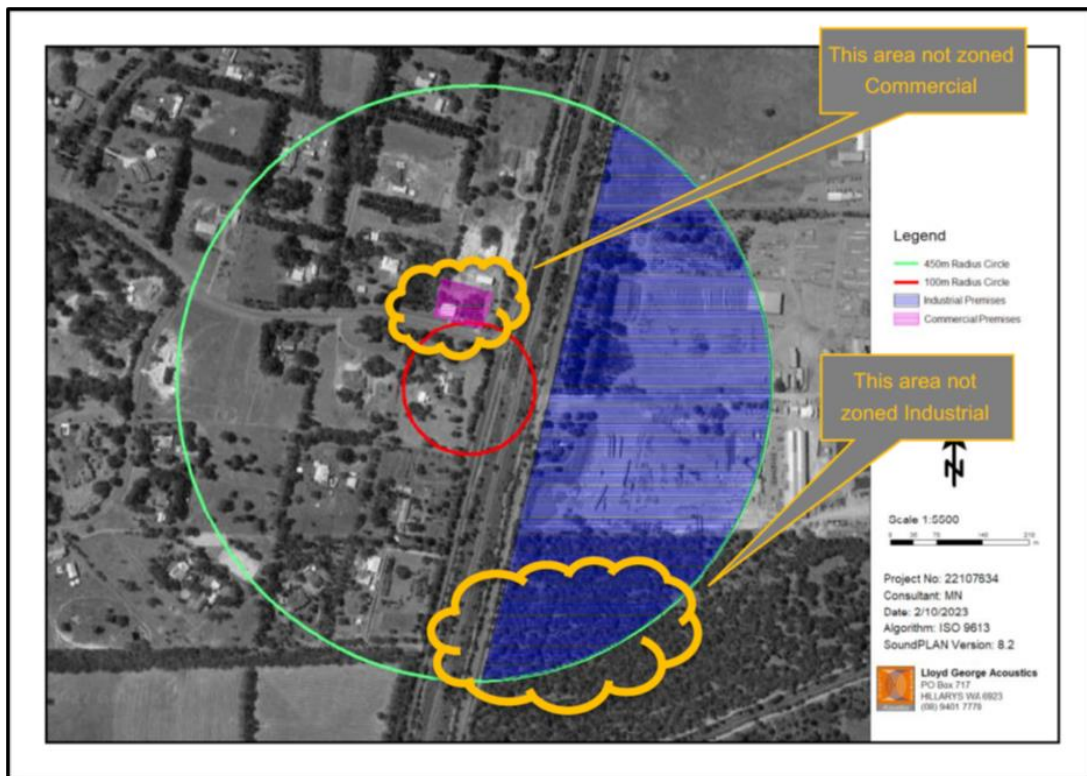 This area not zoned
Commercial
Legend
450m Radius Circle
100m Radius Circle
Industrial Premises
Commercial Premises
This area not
zoned Industrial
N
Scale 1:5500
m
Project No: 22107634
Consultant: MN
Date: 2/10/2023
Algorithm: ISO 9613
SoundPLAN Version: 8.2
Lloyd George Acoustics
PO Box 717
HILLARYS WA 6923
(08) 9401 7778